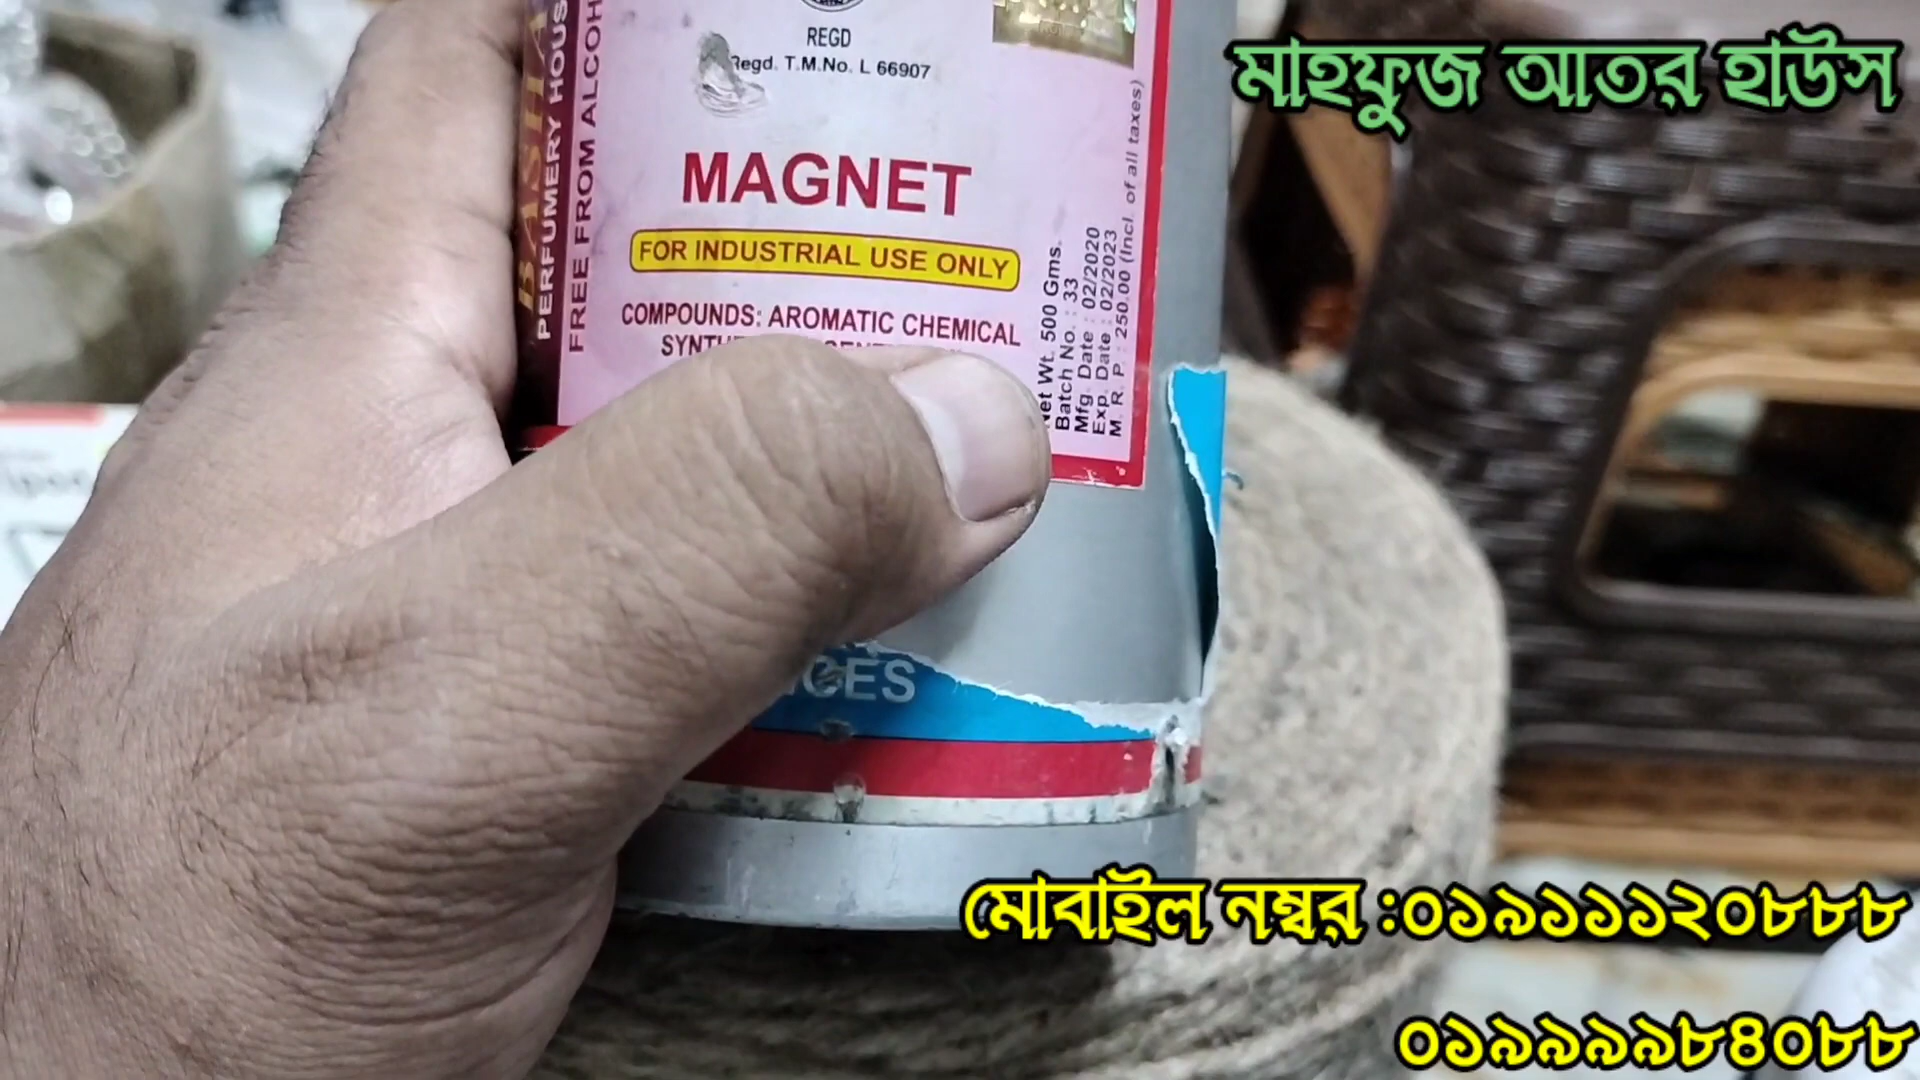 মাহফুজ আতর হাউস
REGD
Regd. T.M.No. L 66907
MAGNET
FOR INDUSTRIAL USE ONLY
COMPOUNDS: AROMATIC CHEMICAL
BASHA
PERFUMERY HOUS
FREE FROM ALCOH
Net Wt. 500 Gms.
Batch No. : 33
Mfg. Date : 02/2020
Exp. Date : 02/2023
M. R. P. : 250.00 (Incl. of all taxes)
মোবাইল নম্বর :০১৯১১১২০৮৮৮
০১৯৯৯৯৮৪০৮৮